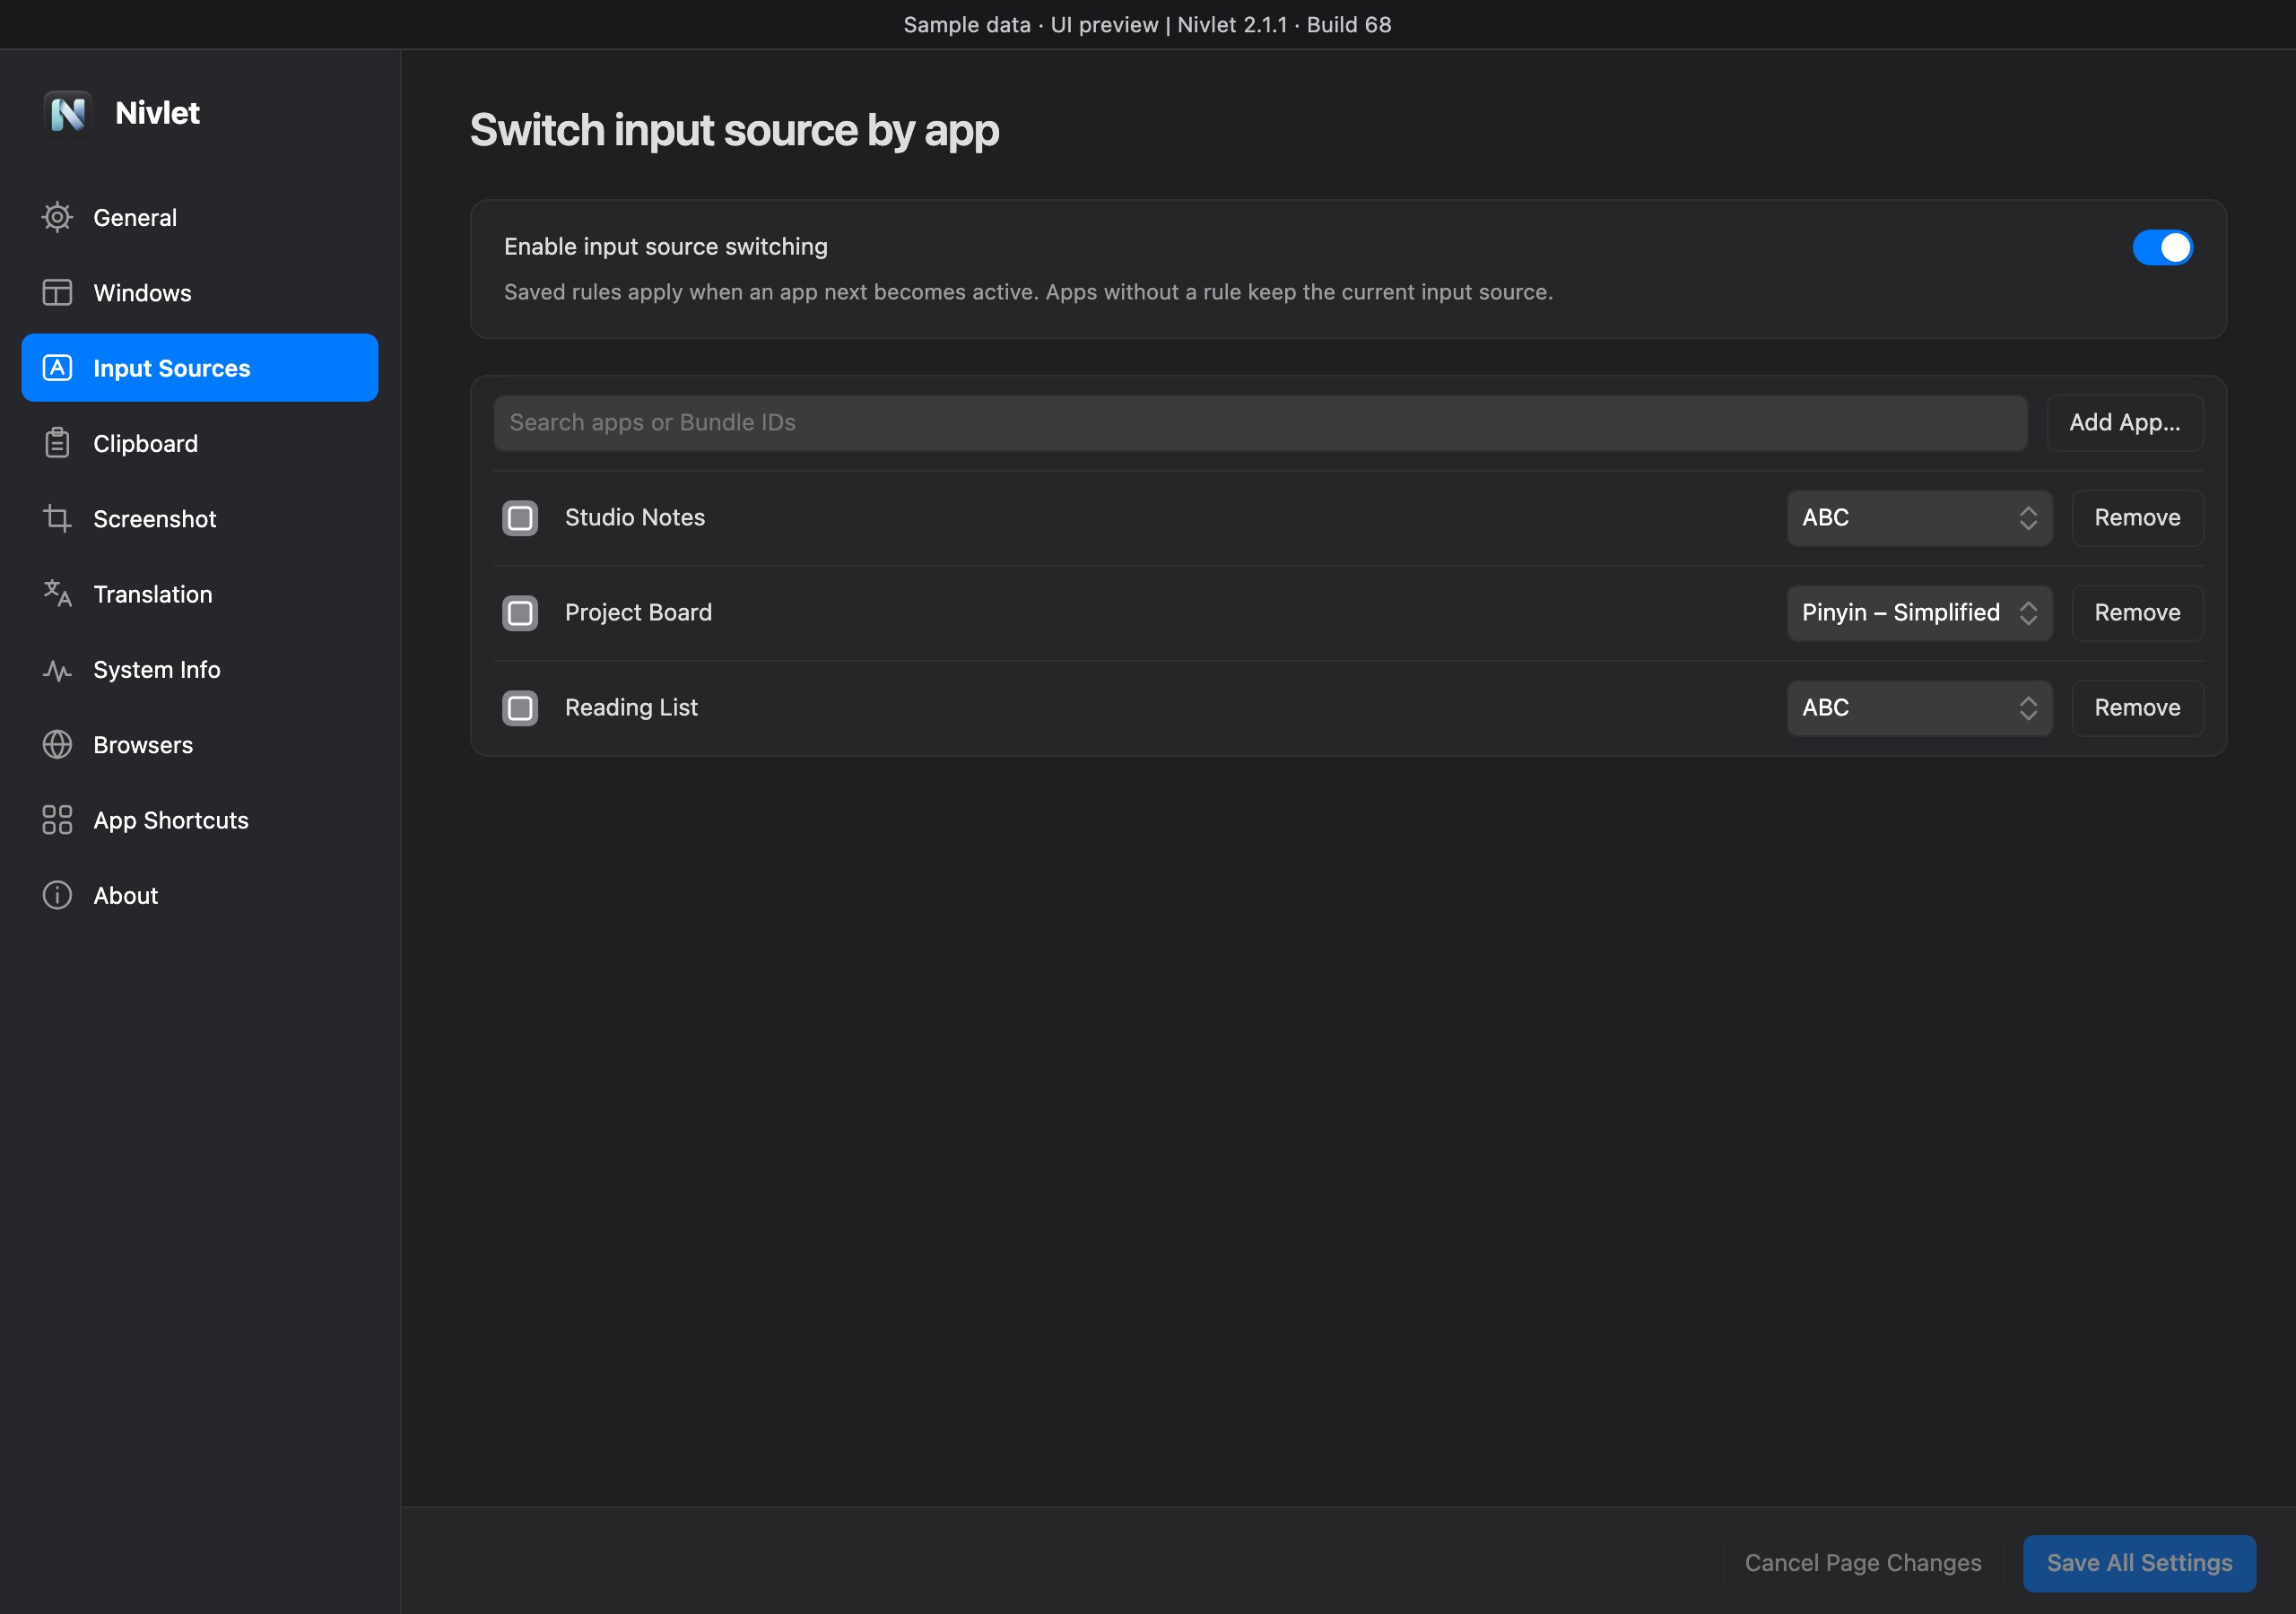 Sample data · UI preview | Nivlet 2.1.1 · Build 68
Nivlet
General
Windows
Input Sources
Clipboard
Screenshot
Translation
System Info
Browsers
App Shortcuts
About
Switch input source by app
Enable input source switching
Saved rules apply when an app next becomes active. Apps without a rule keep the current input source.
Search apps or Bundle IDs
Add App...
Studio Notes
ABC
Remove
Project Board
Pinyin – Simplified
Remove
Reading List
ABC
Remove
Cancel Page Changes
Save All Settings